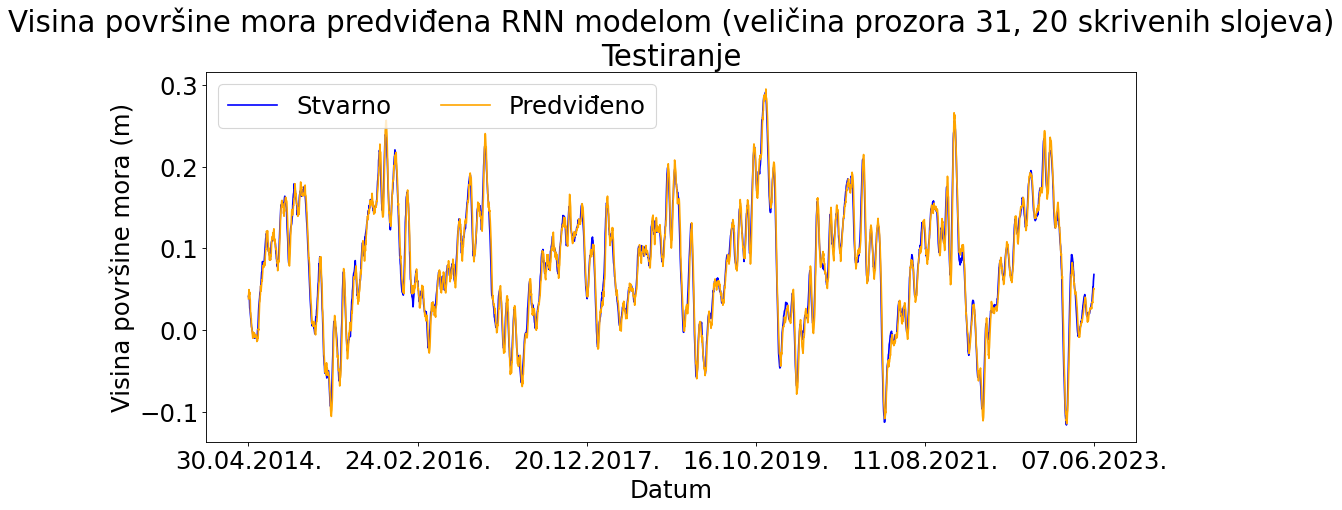 Visina površine mora predviđena RNN modelom (veličina prozora 31, 20 skrivenih slojeva)
Testiranje
Stvarno Predviđeno
Visina površine mora (m)
0.3
0.2
0.1
0.0
−0.1
30.04.2014. 24.02.2016. 20.12.2017. 16.10.2019. 11.08.2021. 07.06.2023.
Datum